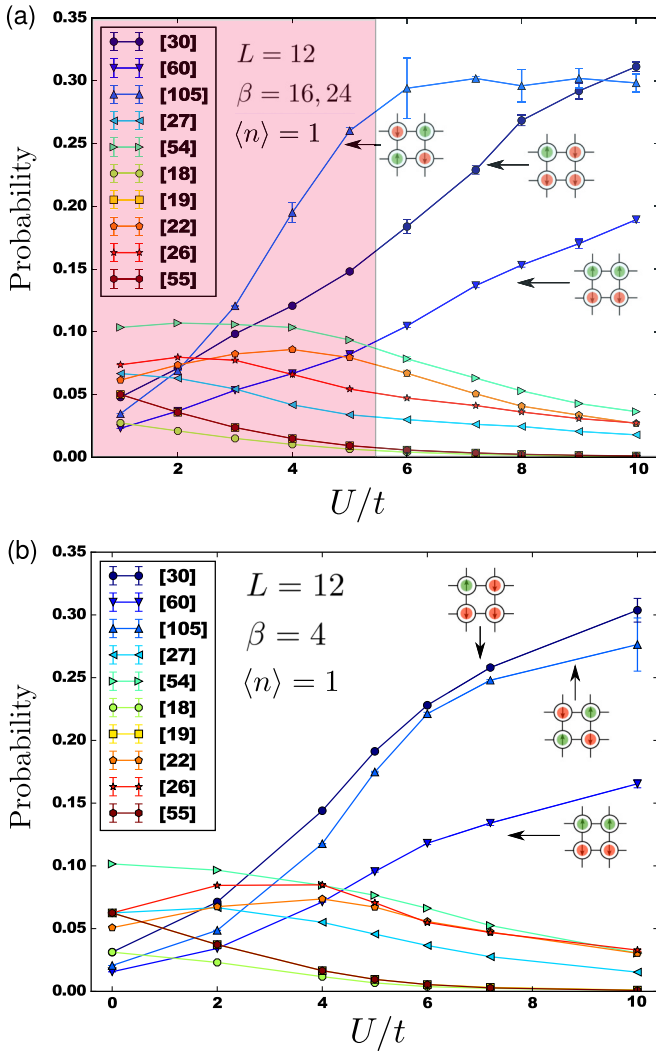 (a)
0.35
0.30
0.25
0.20
0.15
0.10
0.05
0.00
Probability
[30]
[60]
[105]
[27]
[54]
[18]
[19]
[22]
[26]
[55]
L = 12
β = 16, 24
⟨n⟩ = 1
2 4 6 8 10
U/t
(b)
0.35
0.30
0.25
0.20
0.15
0.10
0.05
0.00
Probability
[30]
[60]
[105]
[27]
[54]
[18]
[19]
[22]
[26]
[55]
L = 12
β = 4
⟨n⟩ = 1
0 2 4 6 8 10
U/t